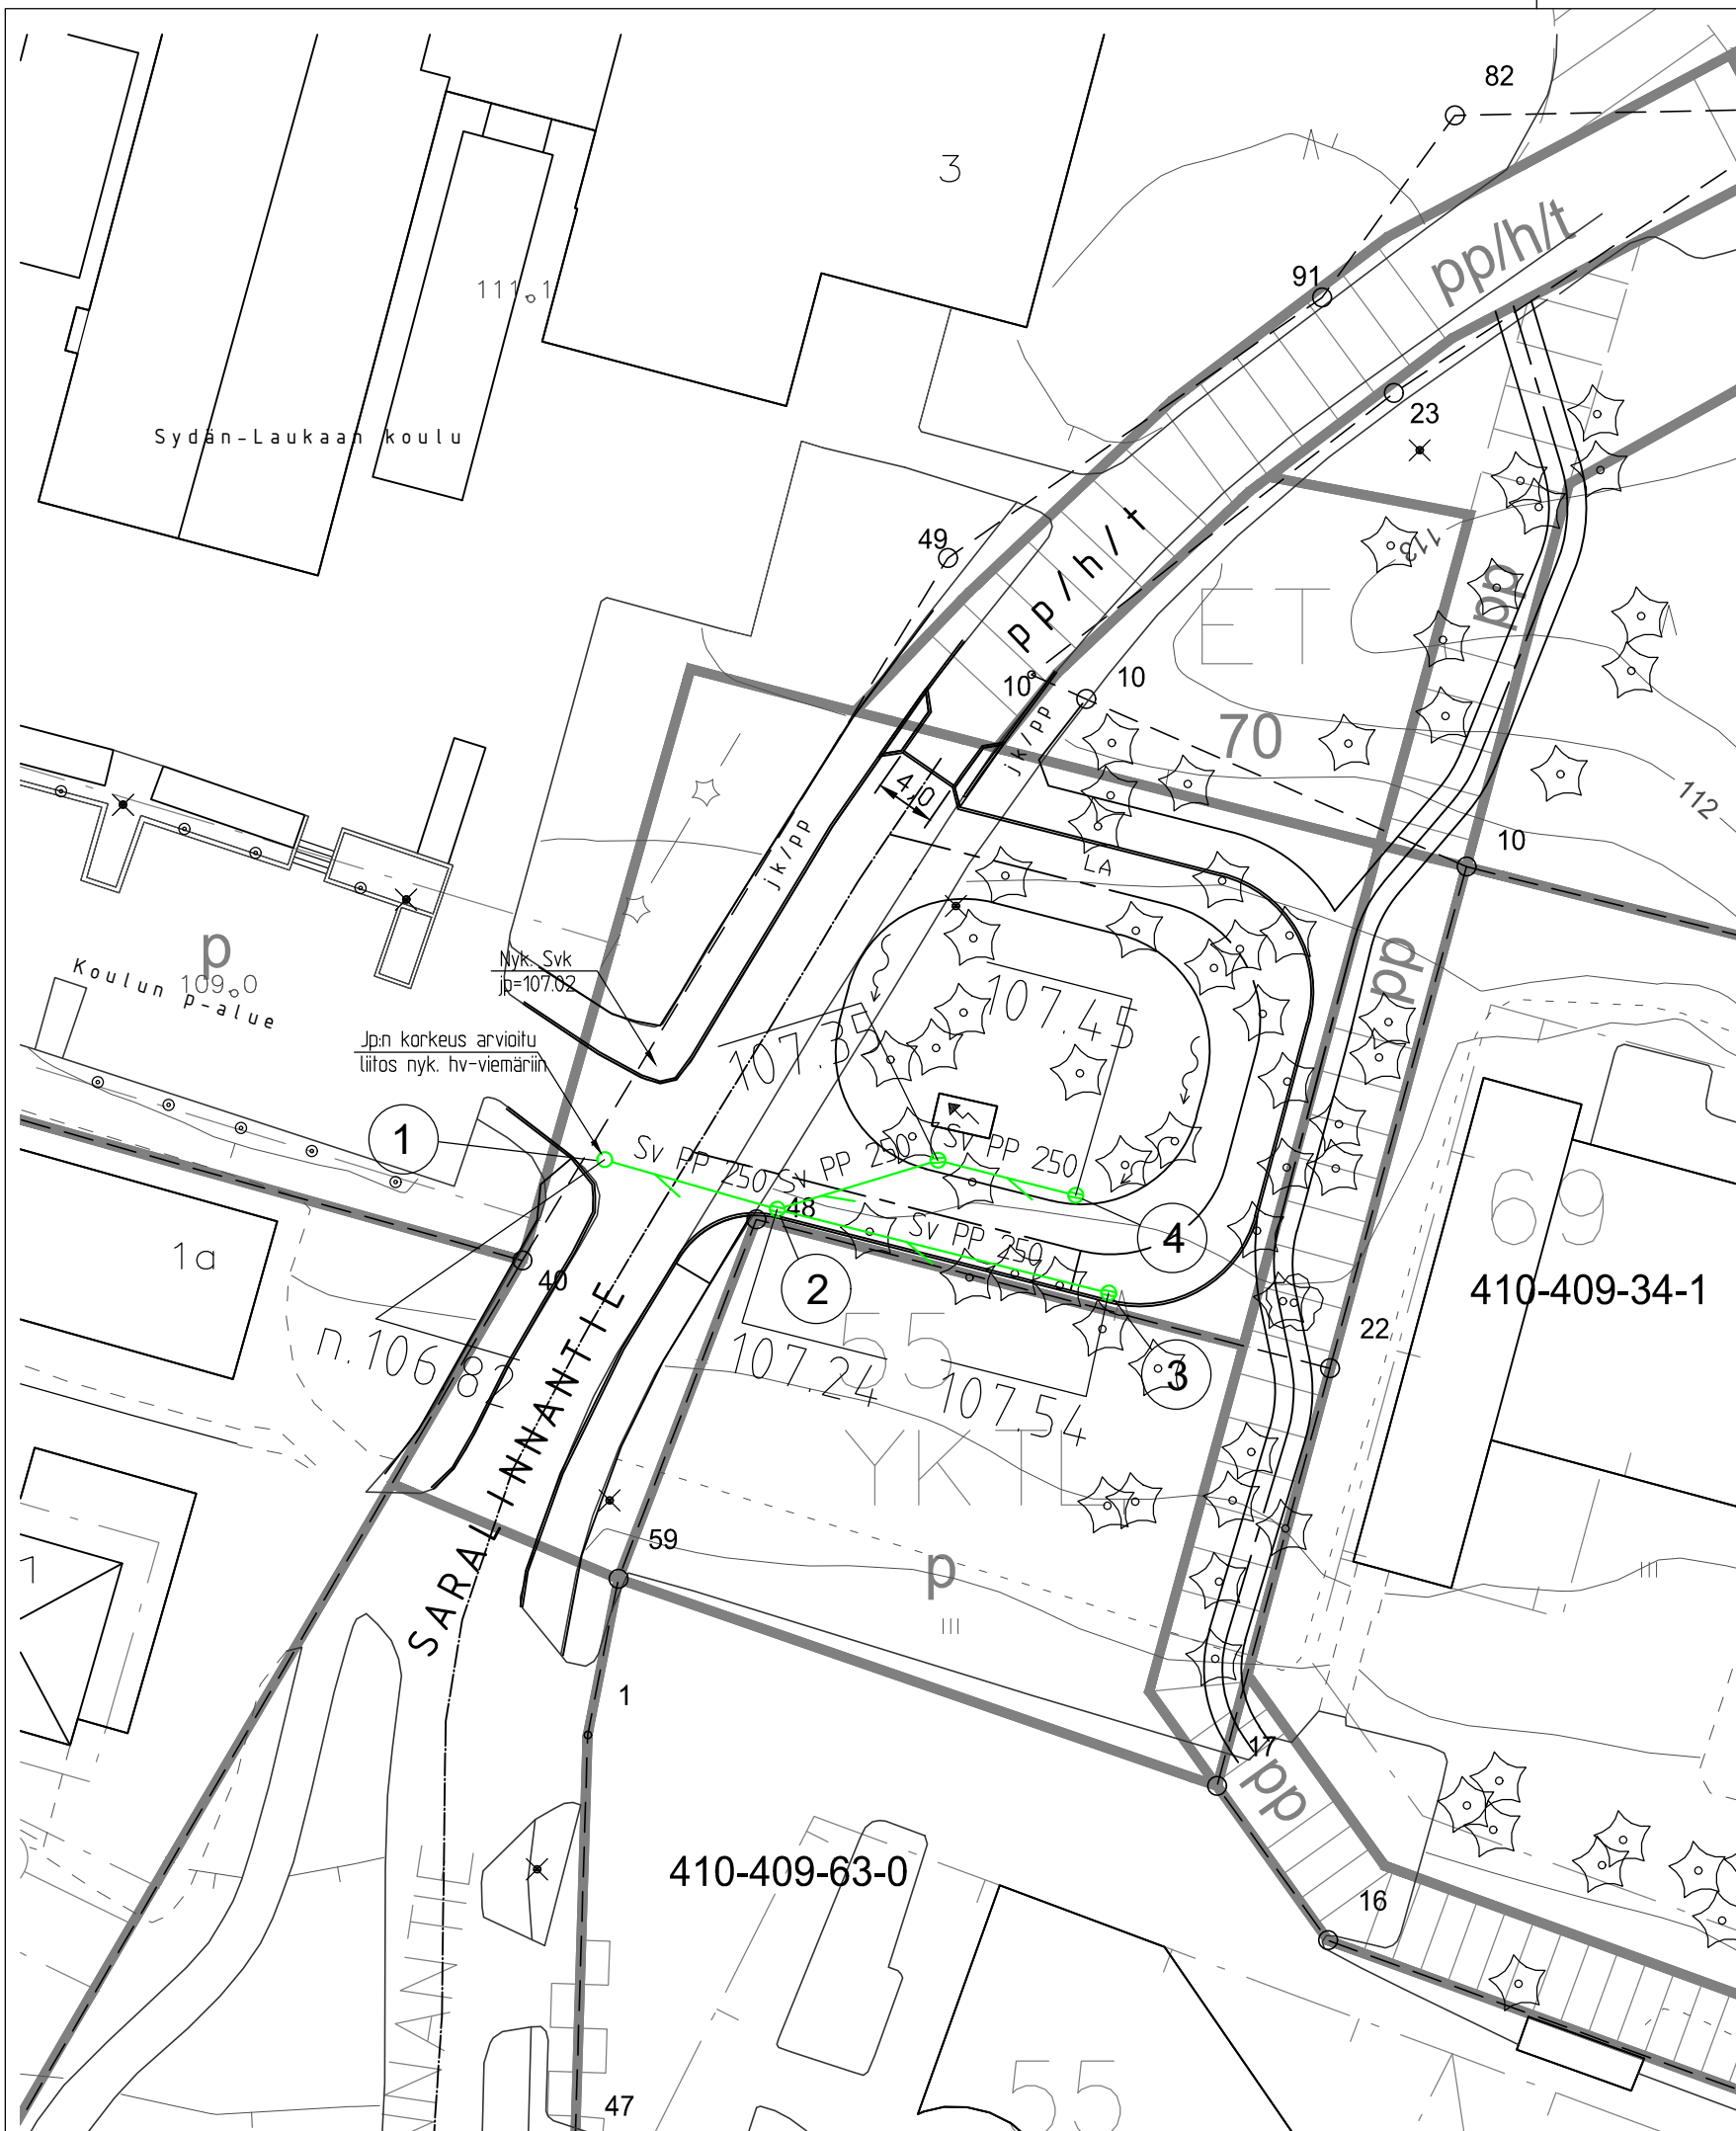 82
3
pp/h/t
91
111.1
23
Sydän-Laukaan koulu
49
pp/h/t
113
pp
ET
10
10
jk/pp
70
112
4,0
10
jk/pp
LA
p
Koulun p-alue
109.0
Nyk. Svk
jp=107.02
pp
107.45
107.35
Jp:n korkeus arvioitu
liitos nyk. hv-viemäriin
1
Sv PP 250
Sv PP 250
Sv PP 250
48
4
69
Sv PP 250
1a
40
2
410-409-34-1
22
n.106.82
55
107.24
107.54
3
SARALINNANTIE
YKTL
59
p
III
III
1
1
17
pp
410-409-63-0
16
55
47